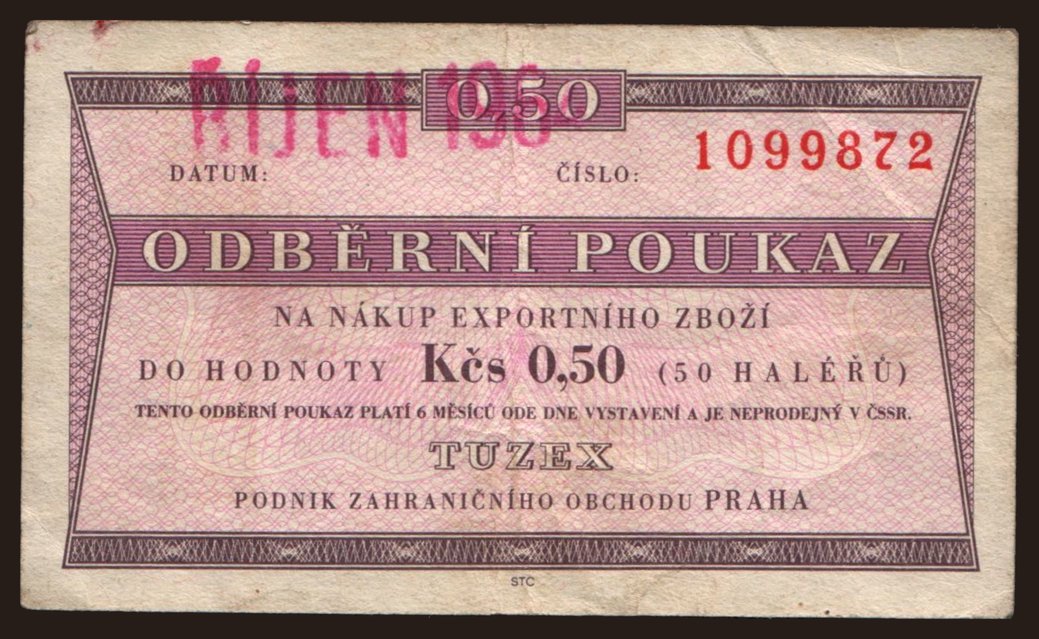 ŘÍJEN
0,50
DATUM: ČÍSLO: 1099872
ODBĚRNÍ POUKAZ
NA NÁKUP EXPORTNÍHO ZBOŽÍ
DO HODNOTY Kčs 0,50 (50 HALÉŘŮ)
TENTO ODBĚRNÍ POUKAZ PLATÍ 6 MĚSÍCŮ ODE DNE VYSTAVENÍ A JE NEPRODEJNÝ V ČSSR.
TUZEX
PODNIK ZAHRANIČNÍHO OBCHODU PRAHA
STC